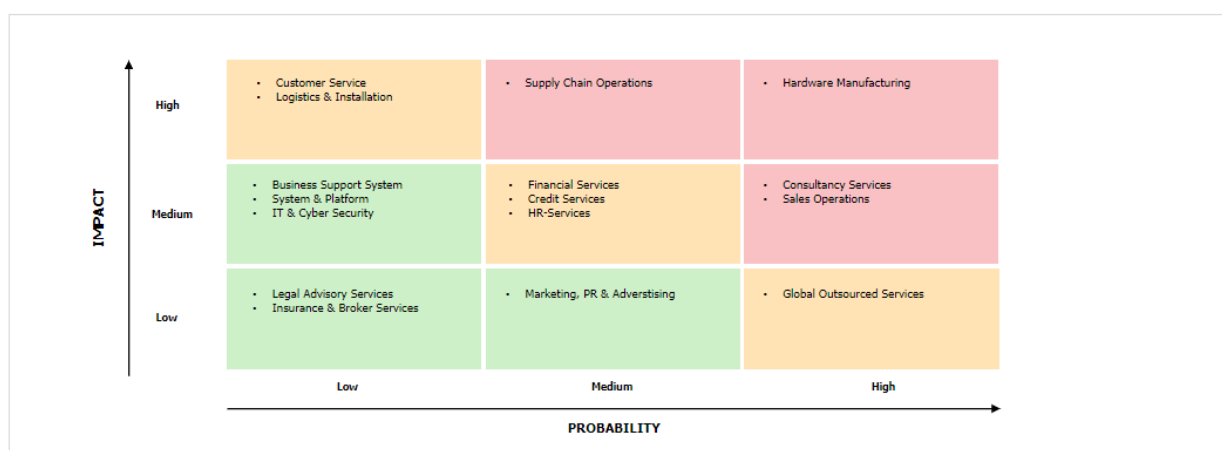 High
• Customer Service
• Logistics & Installation
• Supply Chain Operations
• Hardware Manufacturing
IMPACT
Medium
• Business Support System
• System & Platform
• IT & Cyber Security
• Financial Services
• Credit Services
• HR-Services
• Consultancy Services
• Sales Operations
Low
• Legal Advisory Services
• Insurance & Broker Services
• Marketing, PR & Adverstising
• Global Outsourced Services
Low
Medium
High
PROBABILITY